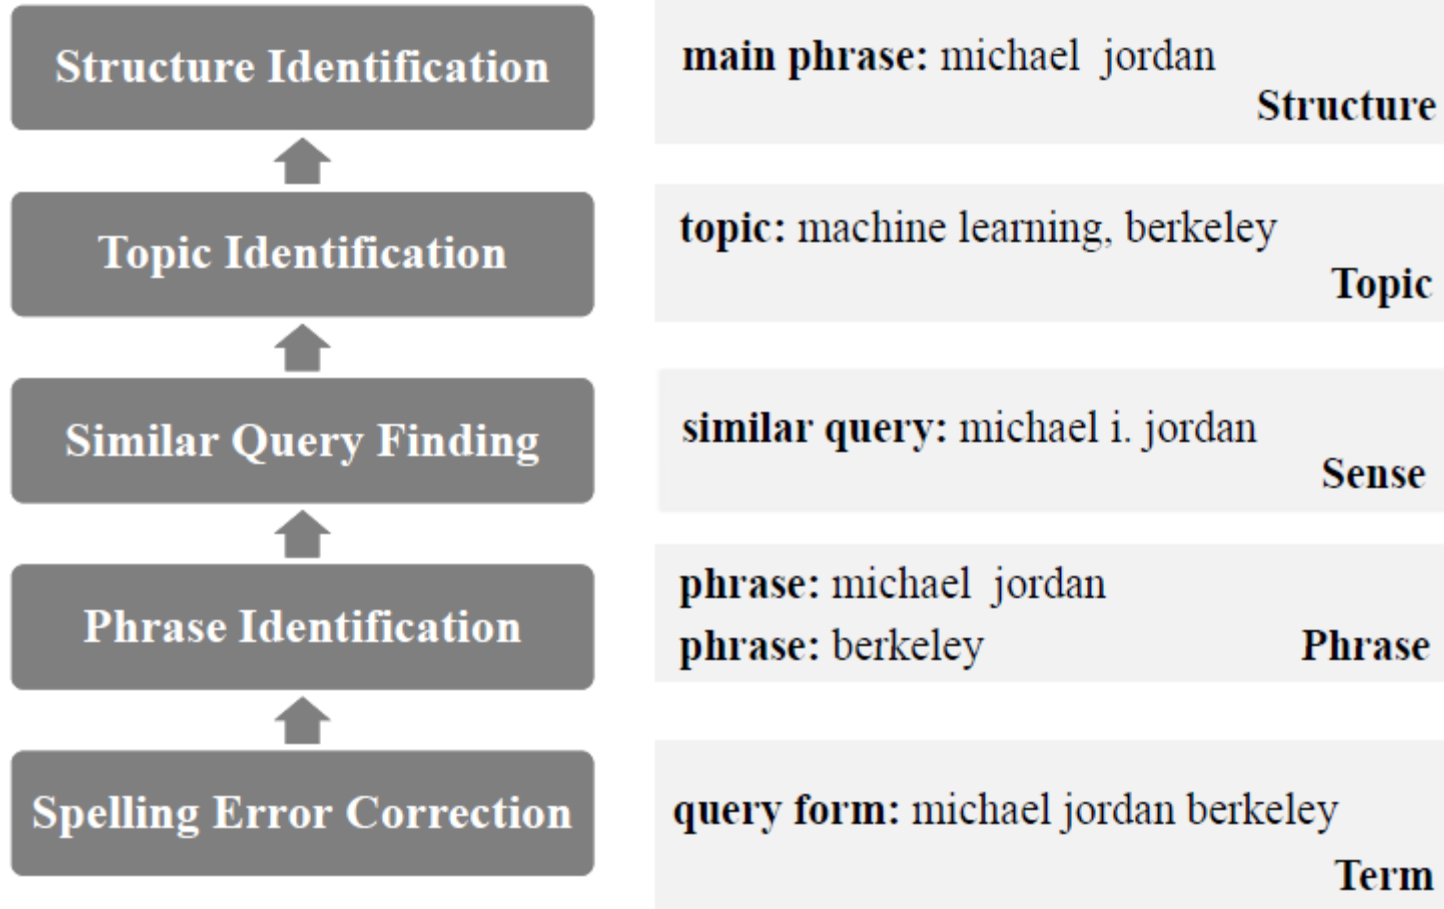 Structure Identification
main phrase: michael jordan
Structure
Topic Identification
topic: machine learning, berkeley
Topic
Similar Query Finding
similar query: michael i. jordan
Sense
Phrase Identification
phrase: michael jordan
phrase: berkeley
Phrase
Spelling Error Correction
query form: michael jordan berkeley
Term